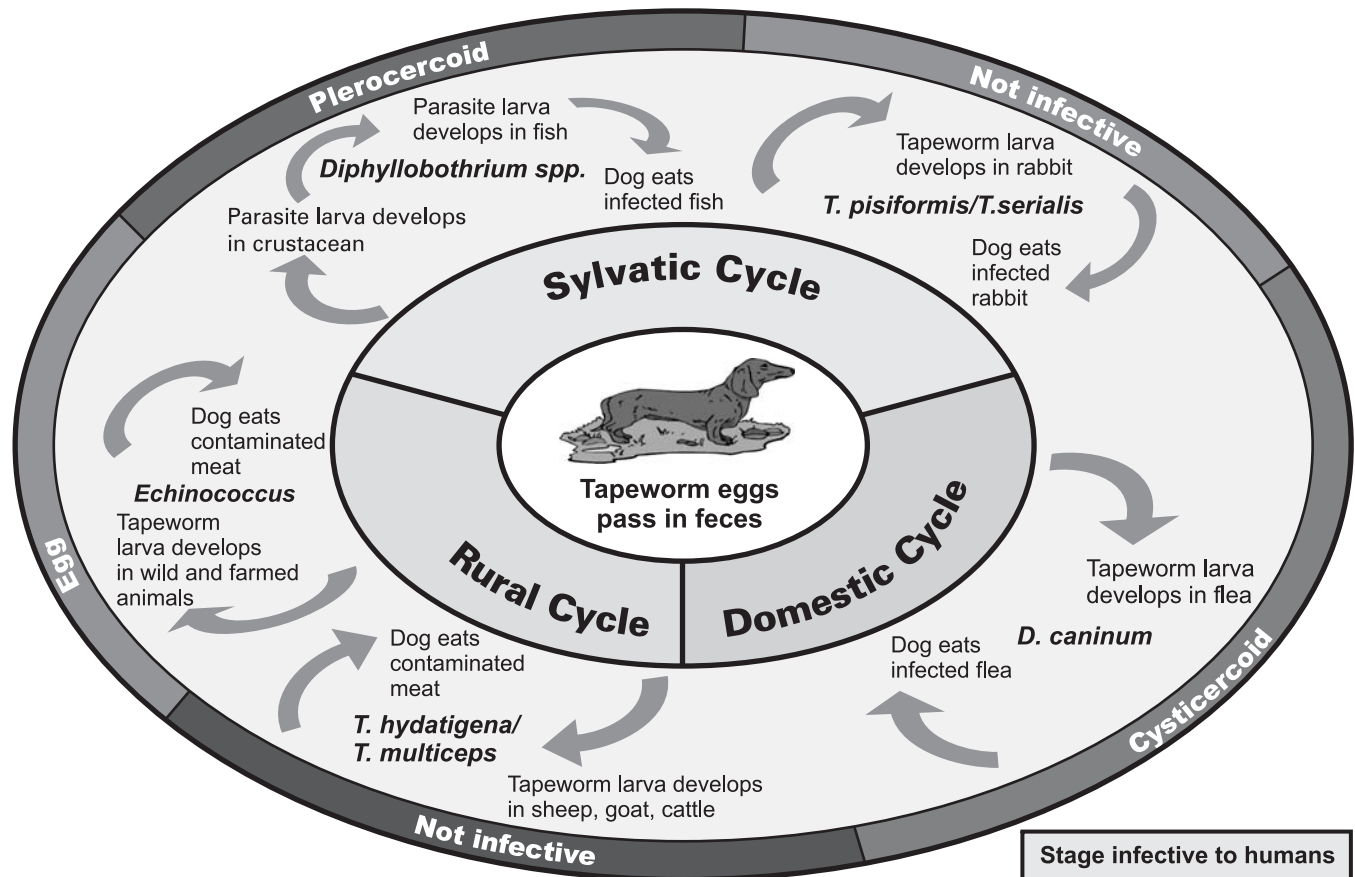 Plerocercoid
Not infective
Parasite larva
develops in fish
Diphyllobothrium spp.
Dog eats
infected fish
Parasite larva develops
in crustacean
Tapeworm larva
develops in rabbit
T. pisiformis/T.serialis
Dog eats
infected
rabbit
Sylvatic Cycle
Tapeworm eggs
pass in feces
Rural Cycle
Domestic Cycle
Dog eats
contaminated
meat
Echinococcus
Tapeworm
larva develops
in wild and farmed
animals
Egg
Dog eats
contaminated
meat
T. hydatigena/
T. multiceps
Tapeworm larva develops
in sheep, goat, cattle
Not infective
Tapeworm larva
develops in flea
D. caninum
Dog eats
infected flea
Cysticercoid
Stage infective to humans